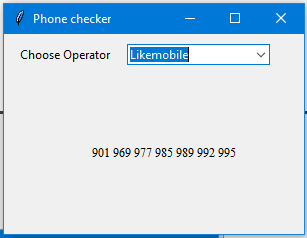 Phone checker
Choose Operator Likemobile
901 969 977 985 989 992 995